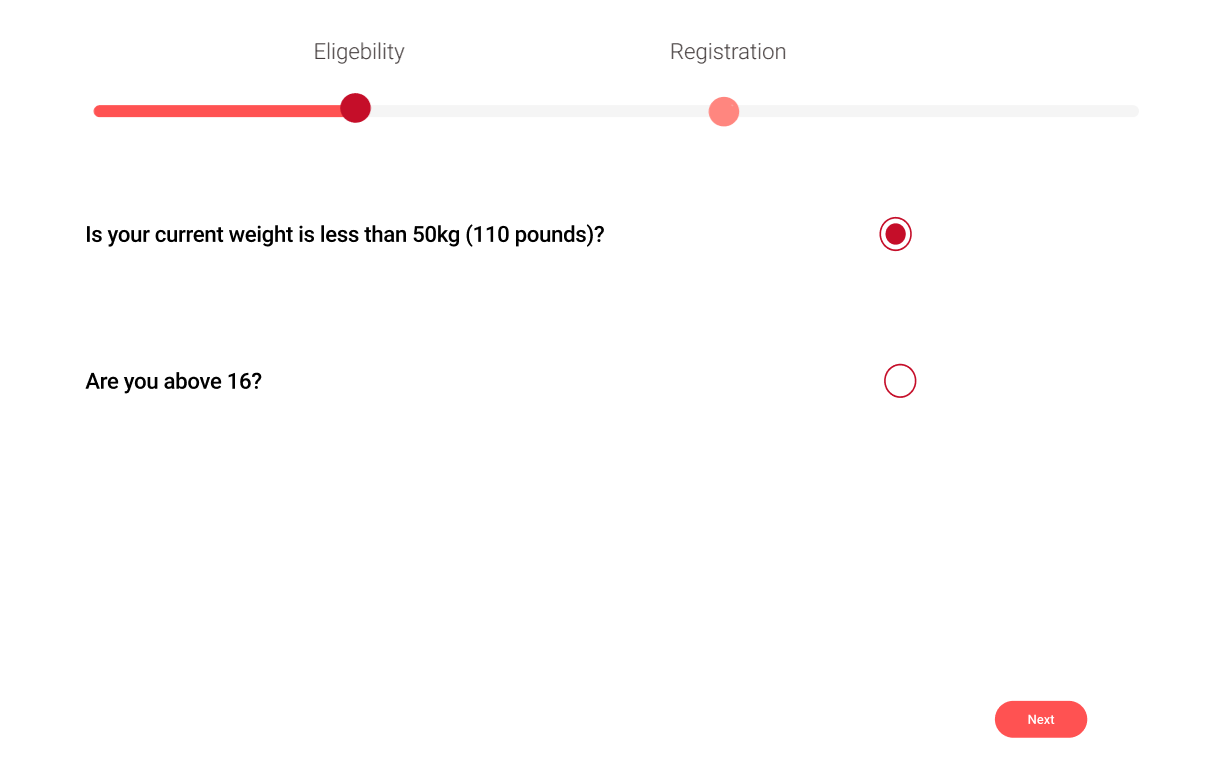 Eligebility
Registration
Is your current weight is less than 50kg (110 pounds)?
Are you above 16?
Next